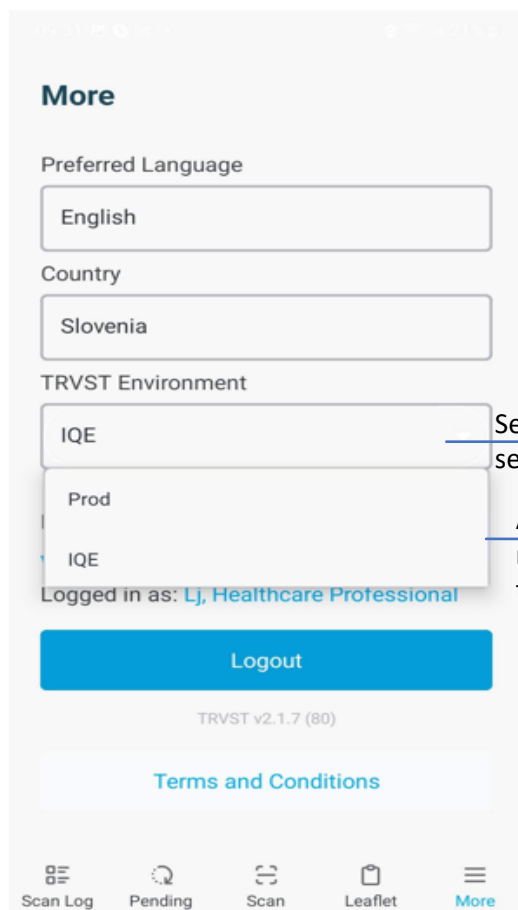 More
Preferred Language
English
Country
Slovenia
TRVST Environment
IQE
Prod
IQE
Logged in as: Lj, Healthcare Professional
Logout
TRVST v2.1.7 (80)
Terms and Conditions
Scan Log Pending Scan Leaflet More